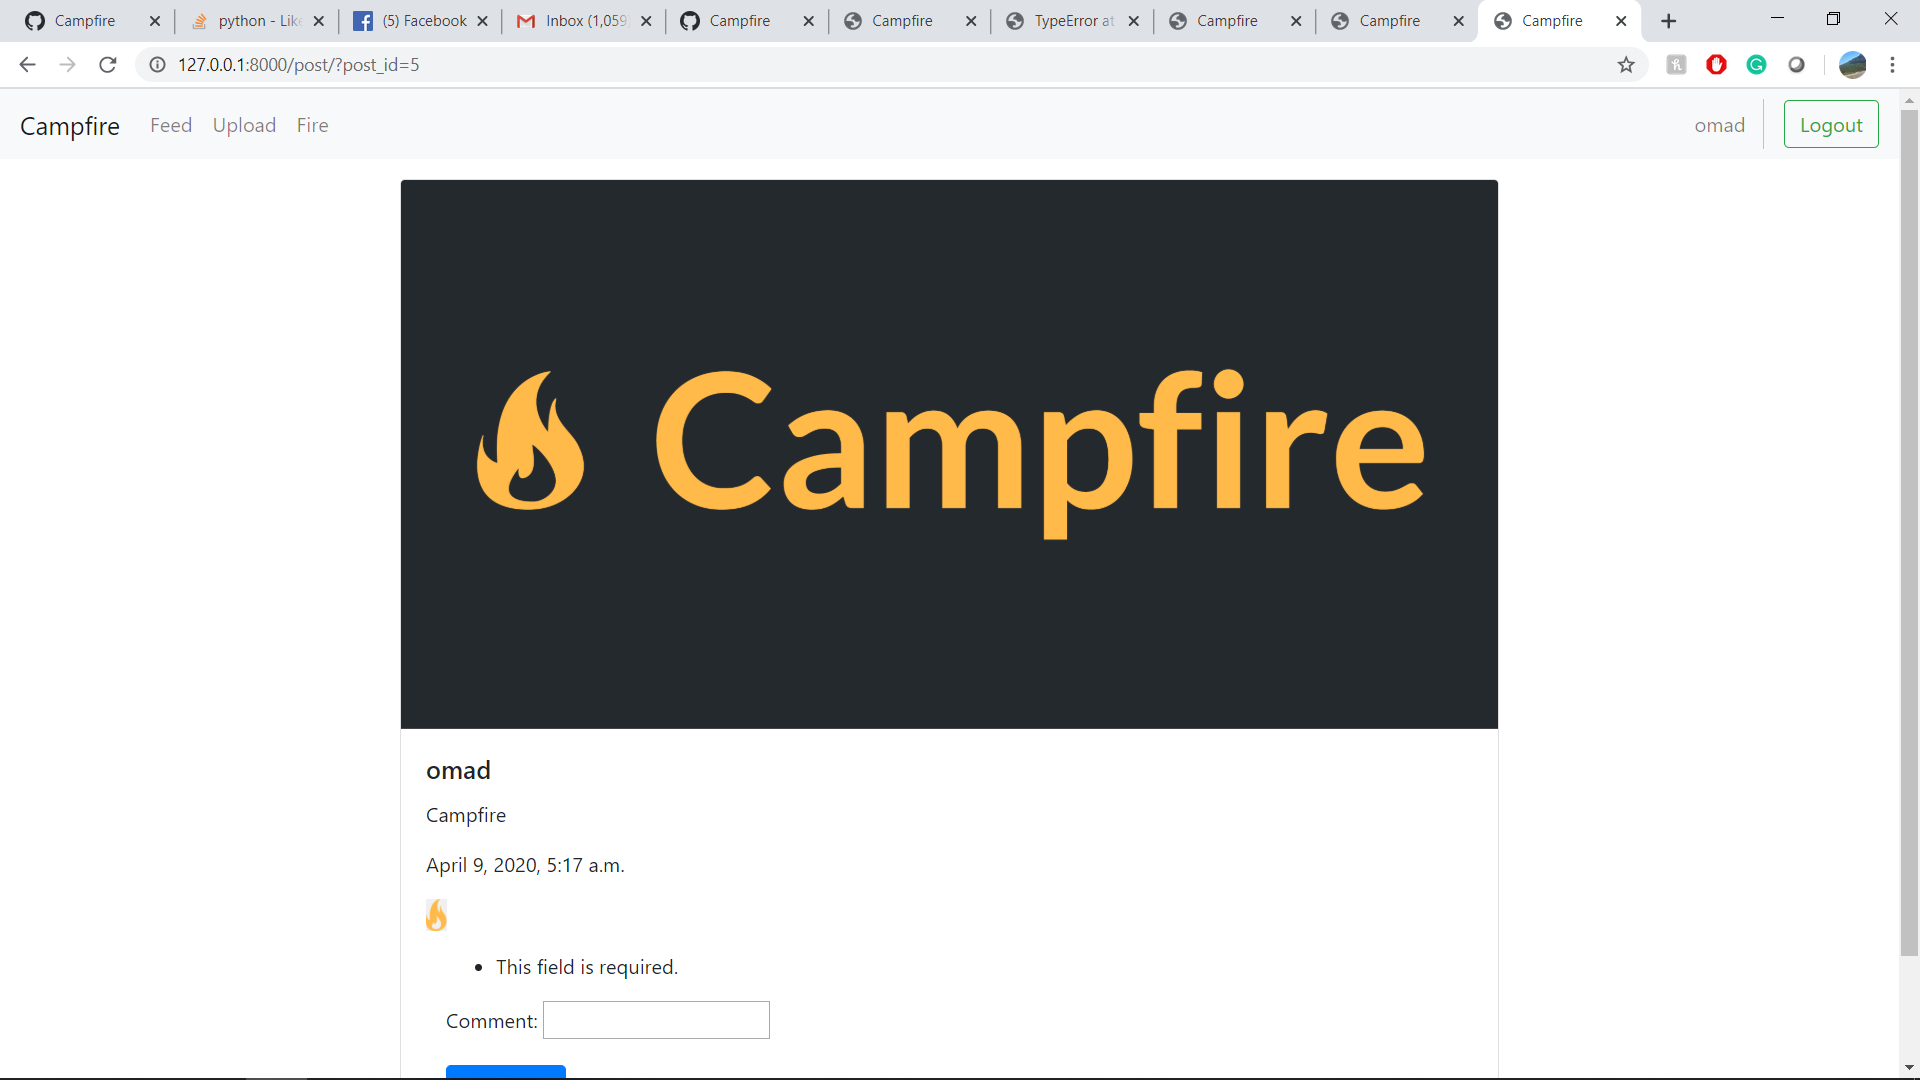 Campfire python - Like (5) Facebook Inbox (1,059 Campfire Campfire TypeError at Campfire Campfire Campfire
127.0.0.1:8000/post/?post_id=5
Campfire Feed Upload Fire omad Logout
Campfire
omad
Campfire
April 9, 2020, 5:17 a.m.
This field is required.
Comment: